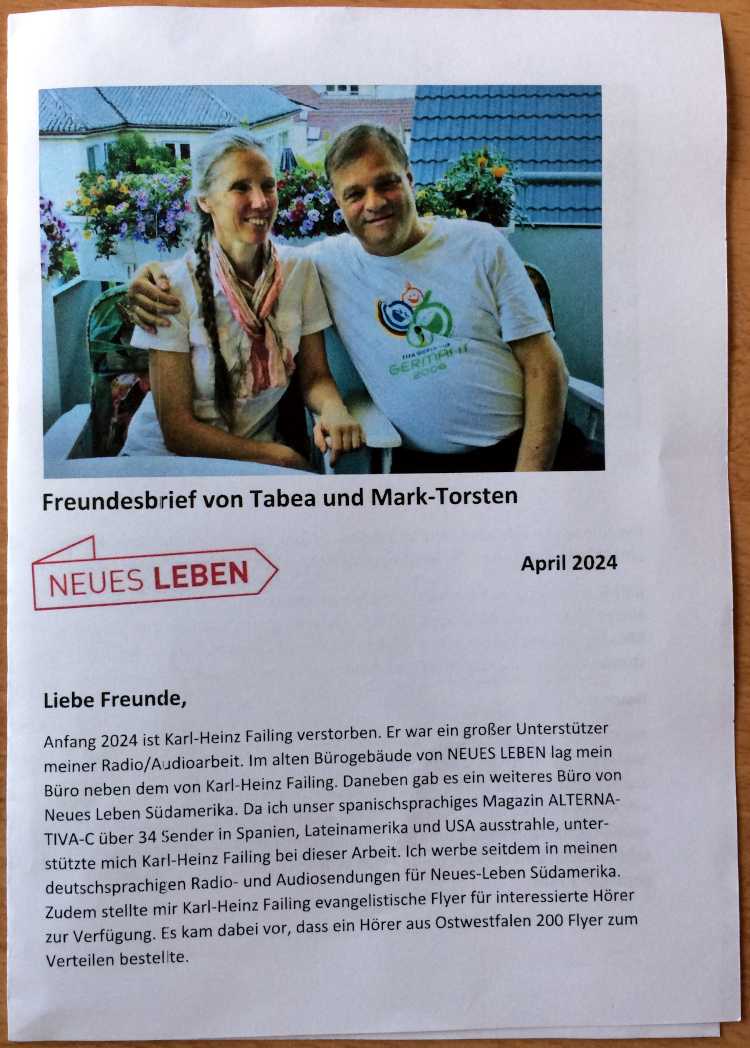 FIFA WORLD CUP
GERMANY
2006
Freundesbrief von Tabea und Mark-Torsten
NEUES LEBEN
April 2024
Liebe Freunde,
Anfang 2024 ist Karl-Heinz Failing verstorben. Er war ein großer Unterstützer
meiner Radio/Audioarbeit. Im alten Bürogebäude von NEUES LEBEN lag mein
Büro neben dem von Karl-Heinz Failing. Daneben gab es ein weiteres Büro von
Neues Leben Südamerika. Da ich unser spanischsprachiges Magazin ALTERNA-
TIVA-C über 34 Sender in Spanien, Lateinamerika und USA ausstrahle, unter-
stützte mich Karl-Heinz Failing bei dieser Arbeit. Ich werbe seitdem in meinen
deutschsprachigen Radio- und Audiosendungen für Neues-Leben Südamerika.
Zudem stellte mir Karl-Heinz Failing evangelistische Flyer für interessierte Hörer
zur Verfügung. Es kam dabei vor, dass ein Hörer aus Ostwestfalen 200 Flyer zum
Verteilen bestellte.